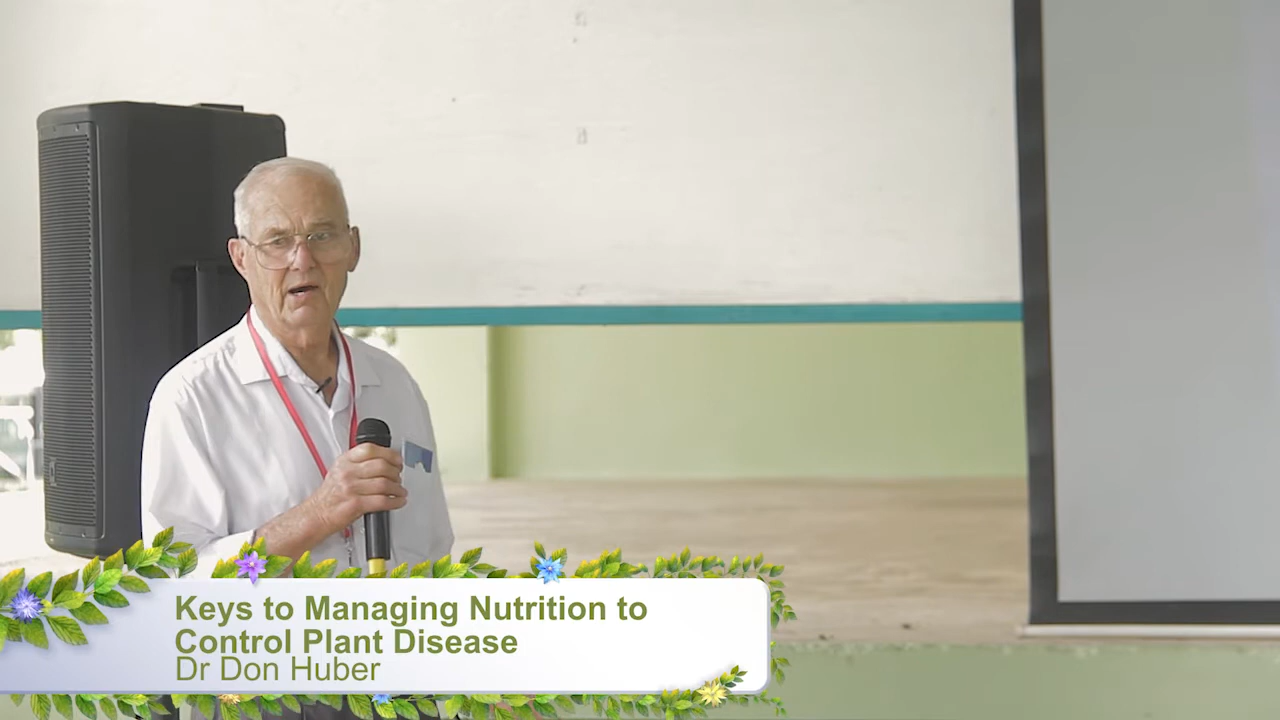 Keys to Managing Nutrition to
Control Plant Disease
Dr Don Huber